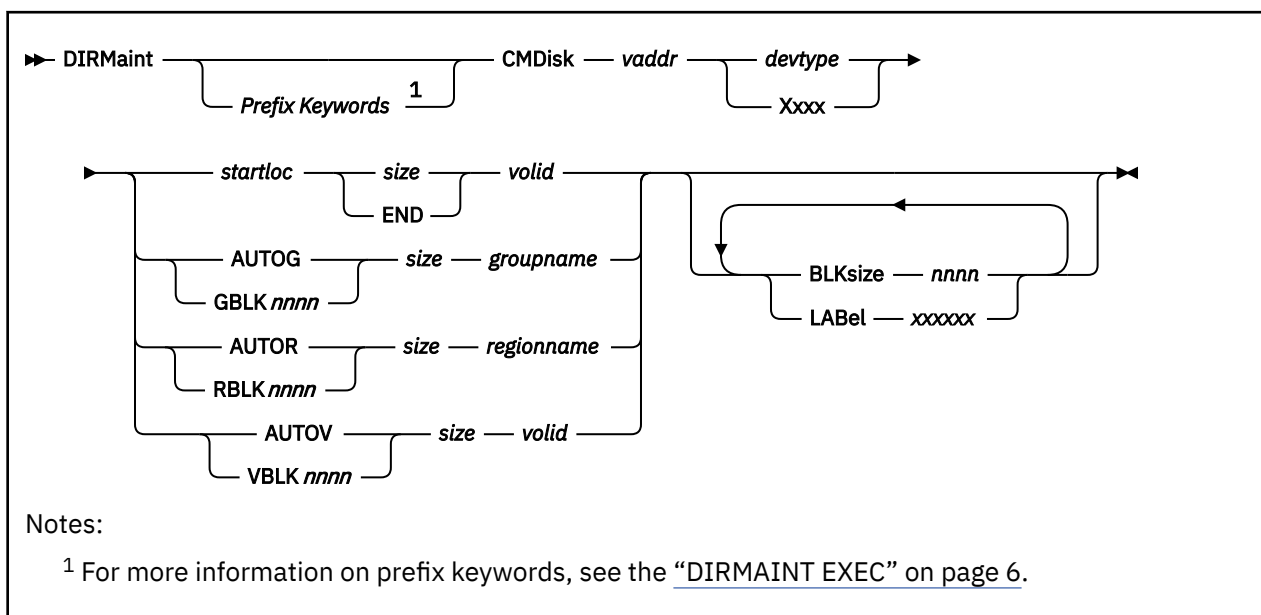 DIRMaint CMDisk vaddr devtype
Prefix Keywords 1 Xxxx
startloc size volid
END
AUTOG size groupname BLKsize nnnn
GBLK nnnn LABel xxxxxx
AUTOR size regionname
RBLK nnnn
AUTOV size volid
VBLK nnnn
Notes:
1 For more information on prefix keywords, see the “DIRMAINT EXEC” on page 6.